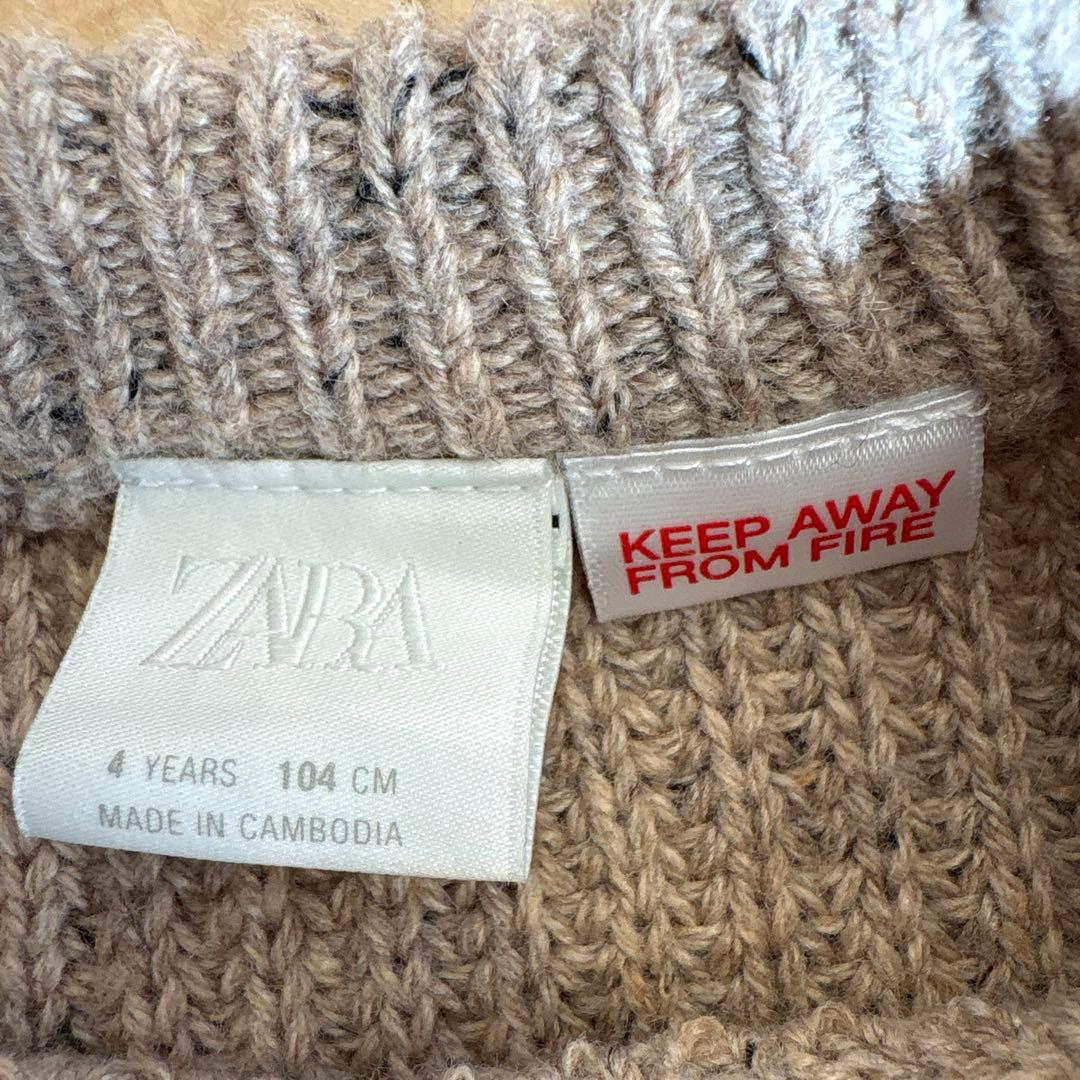 ZARA
4 YEARS 104 CM
MADE IN CAMBODIA
KEEP AWAY
FROM FIRE